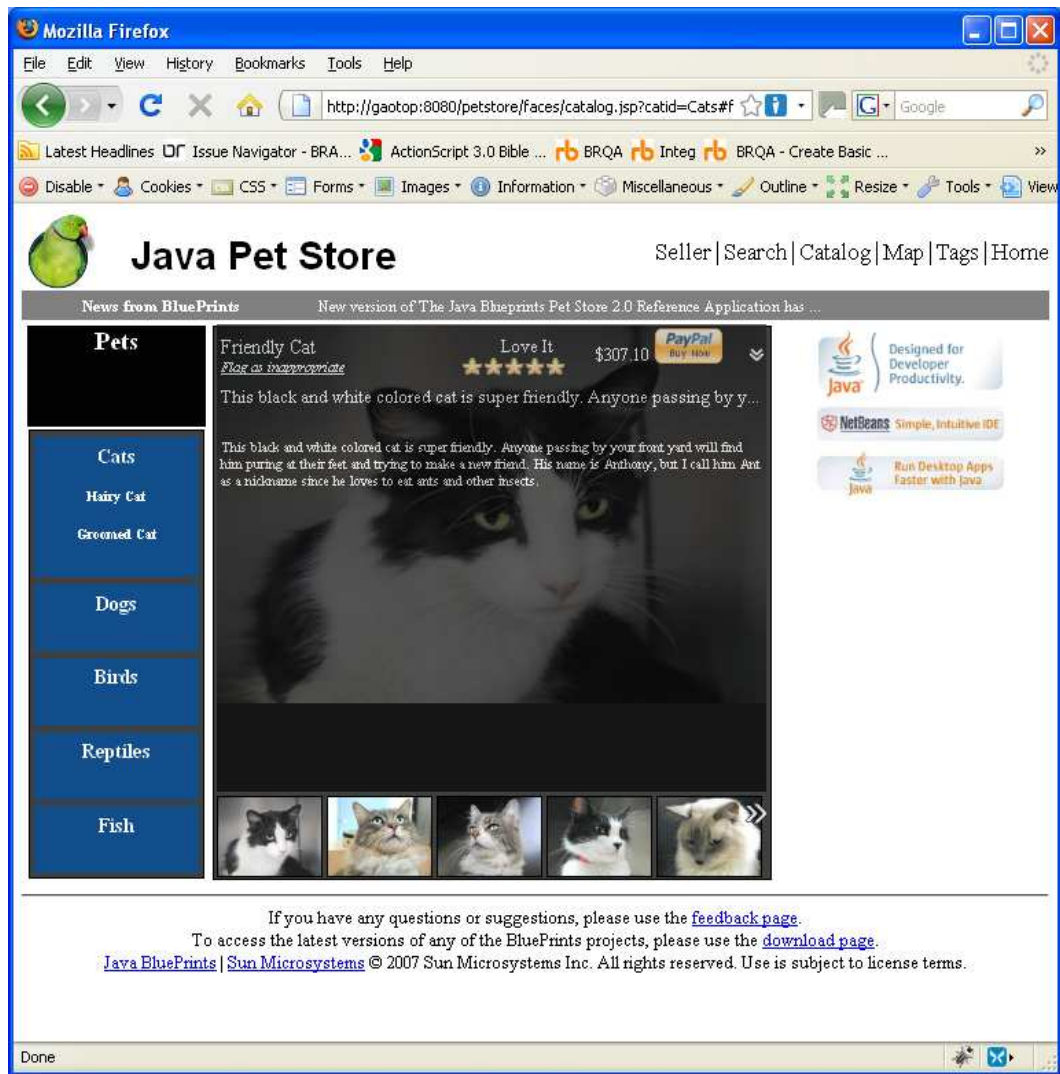 Mozilla Firefox
File Edit View History Bookmarks Tools Help
http://gaotop:8080/petstore/faces/catalog.jsp?catid=Cats#f
Google
Latest Headlines Issue Navigator - BRA... ActionScript 3.0 Bible ... BRQA Integ BRQA - Create Basic ... »
Disable Cookies CSS Forms Images Information Miscellaneous Outline Resize Tools View
Java Pet Store
Seller|Search|Catalog|Map|Tags|Home
News from BluePrints New version of The Java Blueprints Pet Store 2.0 Reference Application has ...
Pets
Cats
Hairy Cat
Groomed Cat
Dogs
Birds
Reptiles
Fish
Friendly Cat
Flag as inappropriate
Love It
$307.10
PayPal
Buy Now
This black and white colored cat is super friendly. Anyone passing by y...
This black and white colored cat is super friendly. Anyone passing by your front yard will find
him puring at their feet and trying to make a new friend. His name is Anthony, but I call him Ant
as a nickname since he loves to eat ants and other insects.
Java
Designed for
Developer
Productivity.
NetBeans Simple, Intuitive IDE
Java
Run Desktop Apps
Faster with Java
If you have any questions or suggestions, please use the feedback page.
To access the latest versions of any of the BluePrints projects, please use the download page.
Java BluePrints | Sun Microsystems © 2007 Sun Microsystems Inc. All rights reserved. Use is subject to license terms.
Done